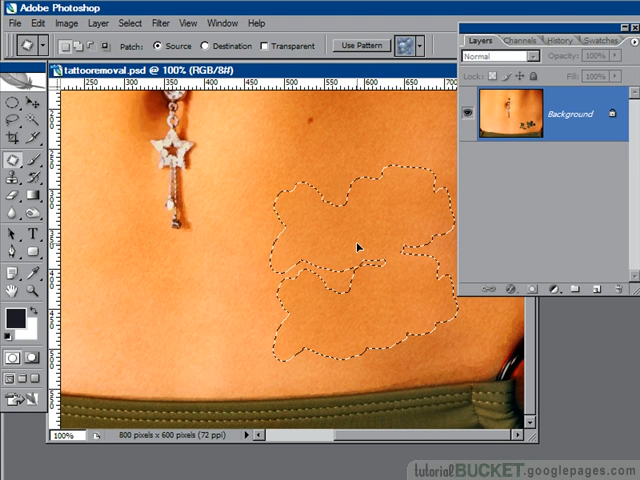 Adobe Photoshop
File Edit Image Layer Select Filter View Window Help
Patch: Source Destination Transparent Use Pattern
Layers Channels History Swatches
Normal Opacity: 100%
Lock: Fill: 100%
Background
tattooremoval.psd @ 100% (RGB/8#)
250 300 350 400 450 500 550 600 650 700
T
100% 800 pixels x 600 pixels (72 ppi)
tutorialBUCKET.googlepages.com